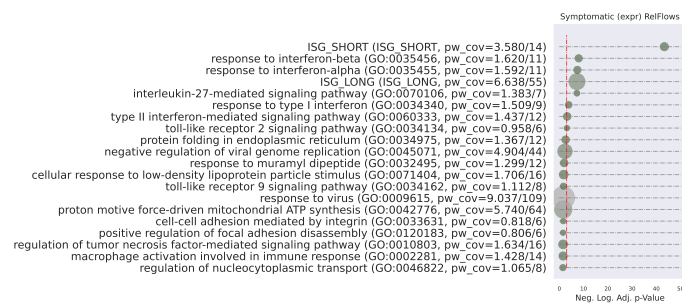 Symptomatic (expr) RelFlows
ISG_SHORT (ISG_SHORT, pw_cov=3.580/14)
response to interferon-beta (GO:0035456, pw_cov=1.620/11)
response to interferon-alpha (GO:0035455, pw_cov=1.592/11)
ISG_LONG (ISG_LONG, pw_cov=6.638/55)
interleukin-27-mediated signaling pathway (GO:0070106, pw_cov=1.383/7)
response to type I interferon (GO:0034340, pw_cov=1.509/9)
type II interferon-mediated signaling pathway (GO:0060333, pw_cov=1.437/12)
toll-like receptor 2 signaling pathway (GO:0034134, pw_cov=0.958/6)
protein folding in endoplasmic reticulum (GO:0034975, pw_cov=1.367/12)
negative regulation of viral genome replication (GO:0045071, pw_cov=4.904/44)
response to muramyl dipeptide (GO:0032495, pw_cov=1.299/12)
cellular response to low-density lipoprotein particle stimulus (GO:0071404, pw_cov=1.706/16)
toll-like receptor 9 signaling pathway (GO:0034162, pw_cov=1.112/8)
response to virus (GO:0009615, pw_cov=9.037/109)
proton motive force-driven mitochondrial ATP synthesis (GO:0042776, pw_cov=5.740/64)
cell-cell adhesion mediated by integrin (GO:0033631, pw_cov=0.818/6)
positive regulation of focal adhesion disassembly (GO:0120183, pw_cov=0.806/6)
regulation of tumor necrosis factor-mediated signaling pathway (GO:0010803, pw_cov=1.634/16)
macrophage activation involved in immune response (GO:0002281, pw_cov=1.428/14)
regulation of nucleocytoplasmic transport (GO:0046822, pw_cov=1.065/8)
0 10 20 30 40 50
Neg. Log. Adj. p-Value